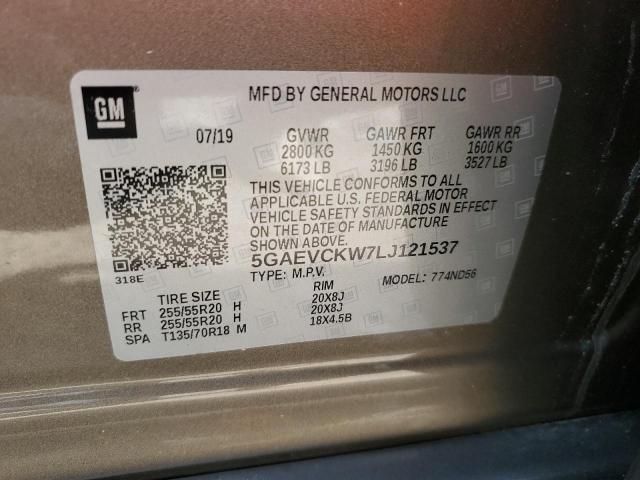 GM
MFD BY GENERAL MOTORS LLC
07/19 GVWR GAWR FRT GAWR RR
2800 KG 1450 KG 1600 KG
6173 LB 3196 LB 3527 LB
THIS VEHICLE CONFORMS TO ALL
APPLICABLE U.S. FEDERAL MOTOR
VEHICLE SAFETY STANDARDS IN EFFECT
ON THE DATE OF MANUFACTURE
SHOWN ABOVE.
318E
5GAEVCKW7LJ121537
TYPE: M.P.V. MODEL: 774ND56
TIRE SIZE RIM
FRT 255/55R20 H 20X8J
RR 255/55R20 H 20X8J
SPA T135/70R18 M 18X4.5B